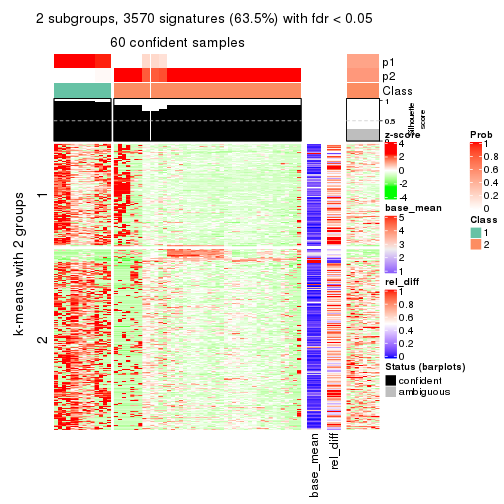 2 subgroups, 3570 signatures (63.5%) with fdr < 0.05
60 confident samples
p1
p2
Class
1
0.5
0
Silhouette
score
k-means with 2 groups
1
2
base_mean
rel_diff
z-score
4
2
0
-2
-4
base_mean
5
4
3
2
1
rel_diff
1
0.8
0.6
0.4
0.2
0
Status (barplots)
confident
ambiguous
Prob
1
0.8
0.6
0.4
0.2
0
Class
1
2